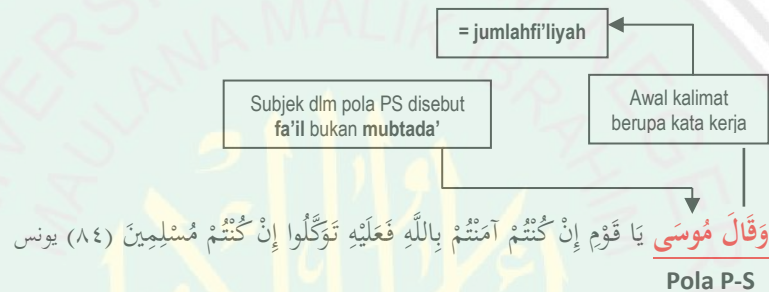 = jumlahfi'liyah
Subjek dlm pola PS disebut
fa'il bukan mubtada'
Awal kalimat
berupa kata kerja
وَقَالَ مُوسَى يَا قَوْمِ إِنْ كُنْتُمْ آمَنْتُمْ بِاللَّهِ فَعَلَيْهِ تَوَكَّلُوا إِنْ كُنْتُمْ مُسْلِمِينَ (٨٤) يونس
Pola P-S